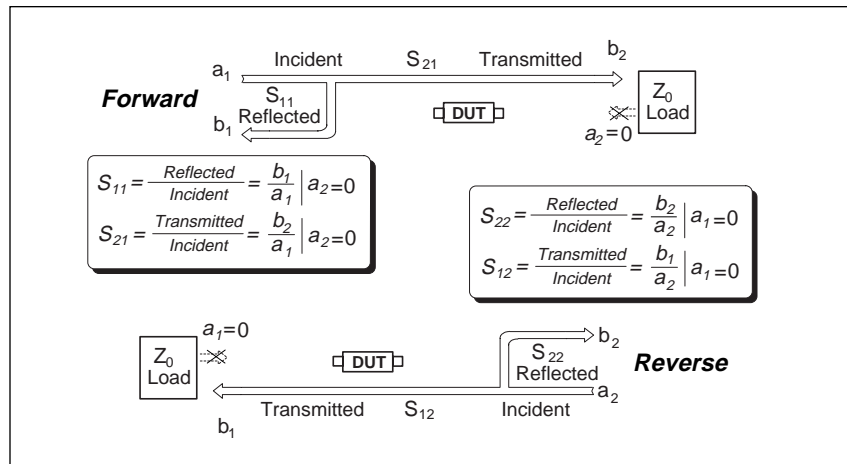 Incident S21 Transmitted b2
a1
Forward
S11
Reflected
b1
DUT
Z0
Load
a2=0
S11= Reflected/Incident = b1/a1 | a2=0
S21= Transmitted/Incident = b2/a1 | a2=0
S22= Reflected/Incident = b2/a2 | a1=0
S12= Transmitted/Incident = b1/a2 | a1=0
a1=0
Z0
Load
DUT
b2
S22
Reflected
Reverse
a2
Transmitted S12 Incident
b1